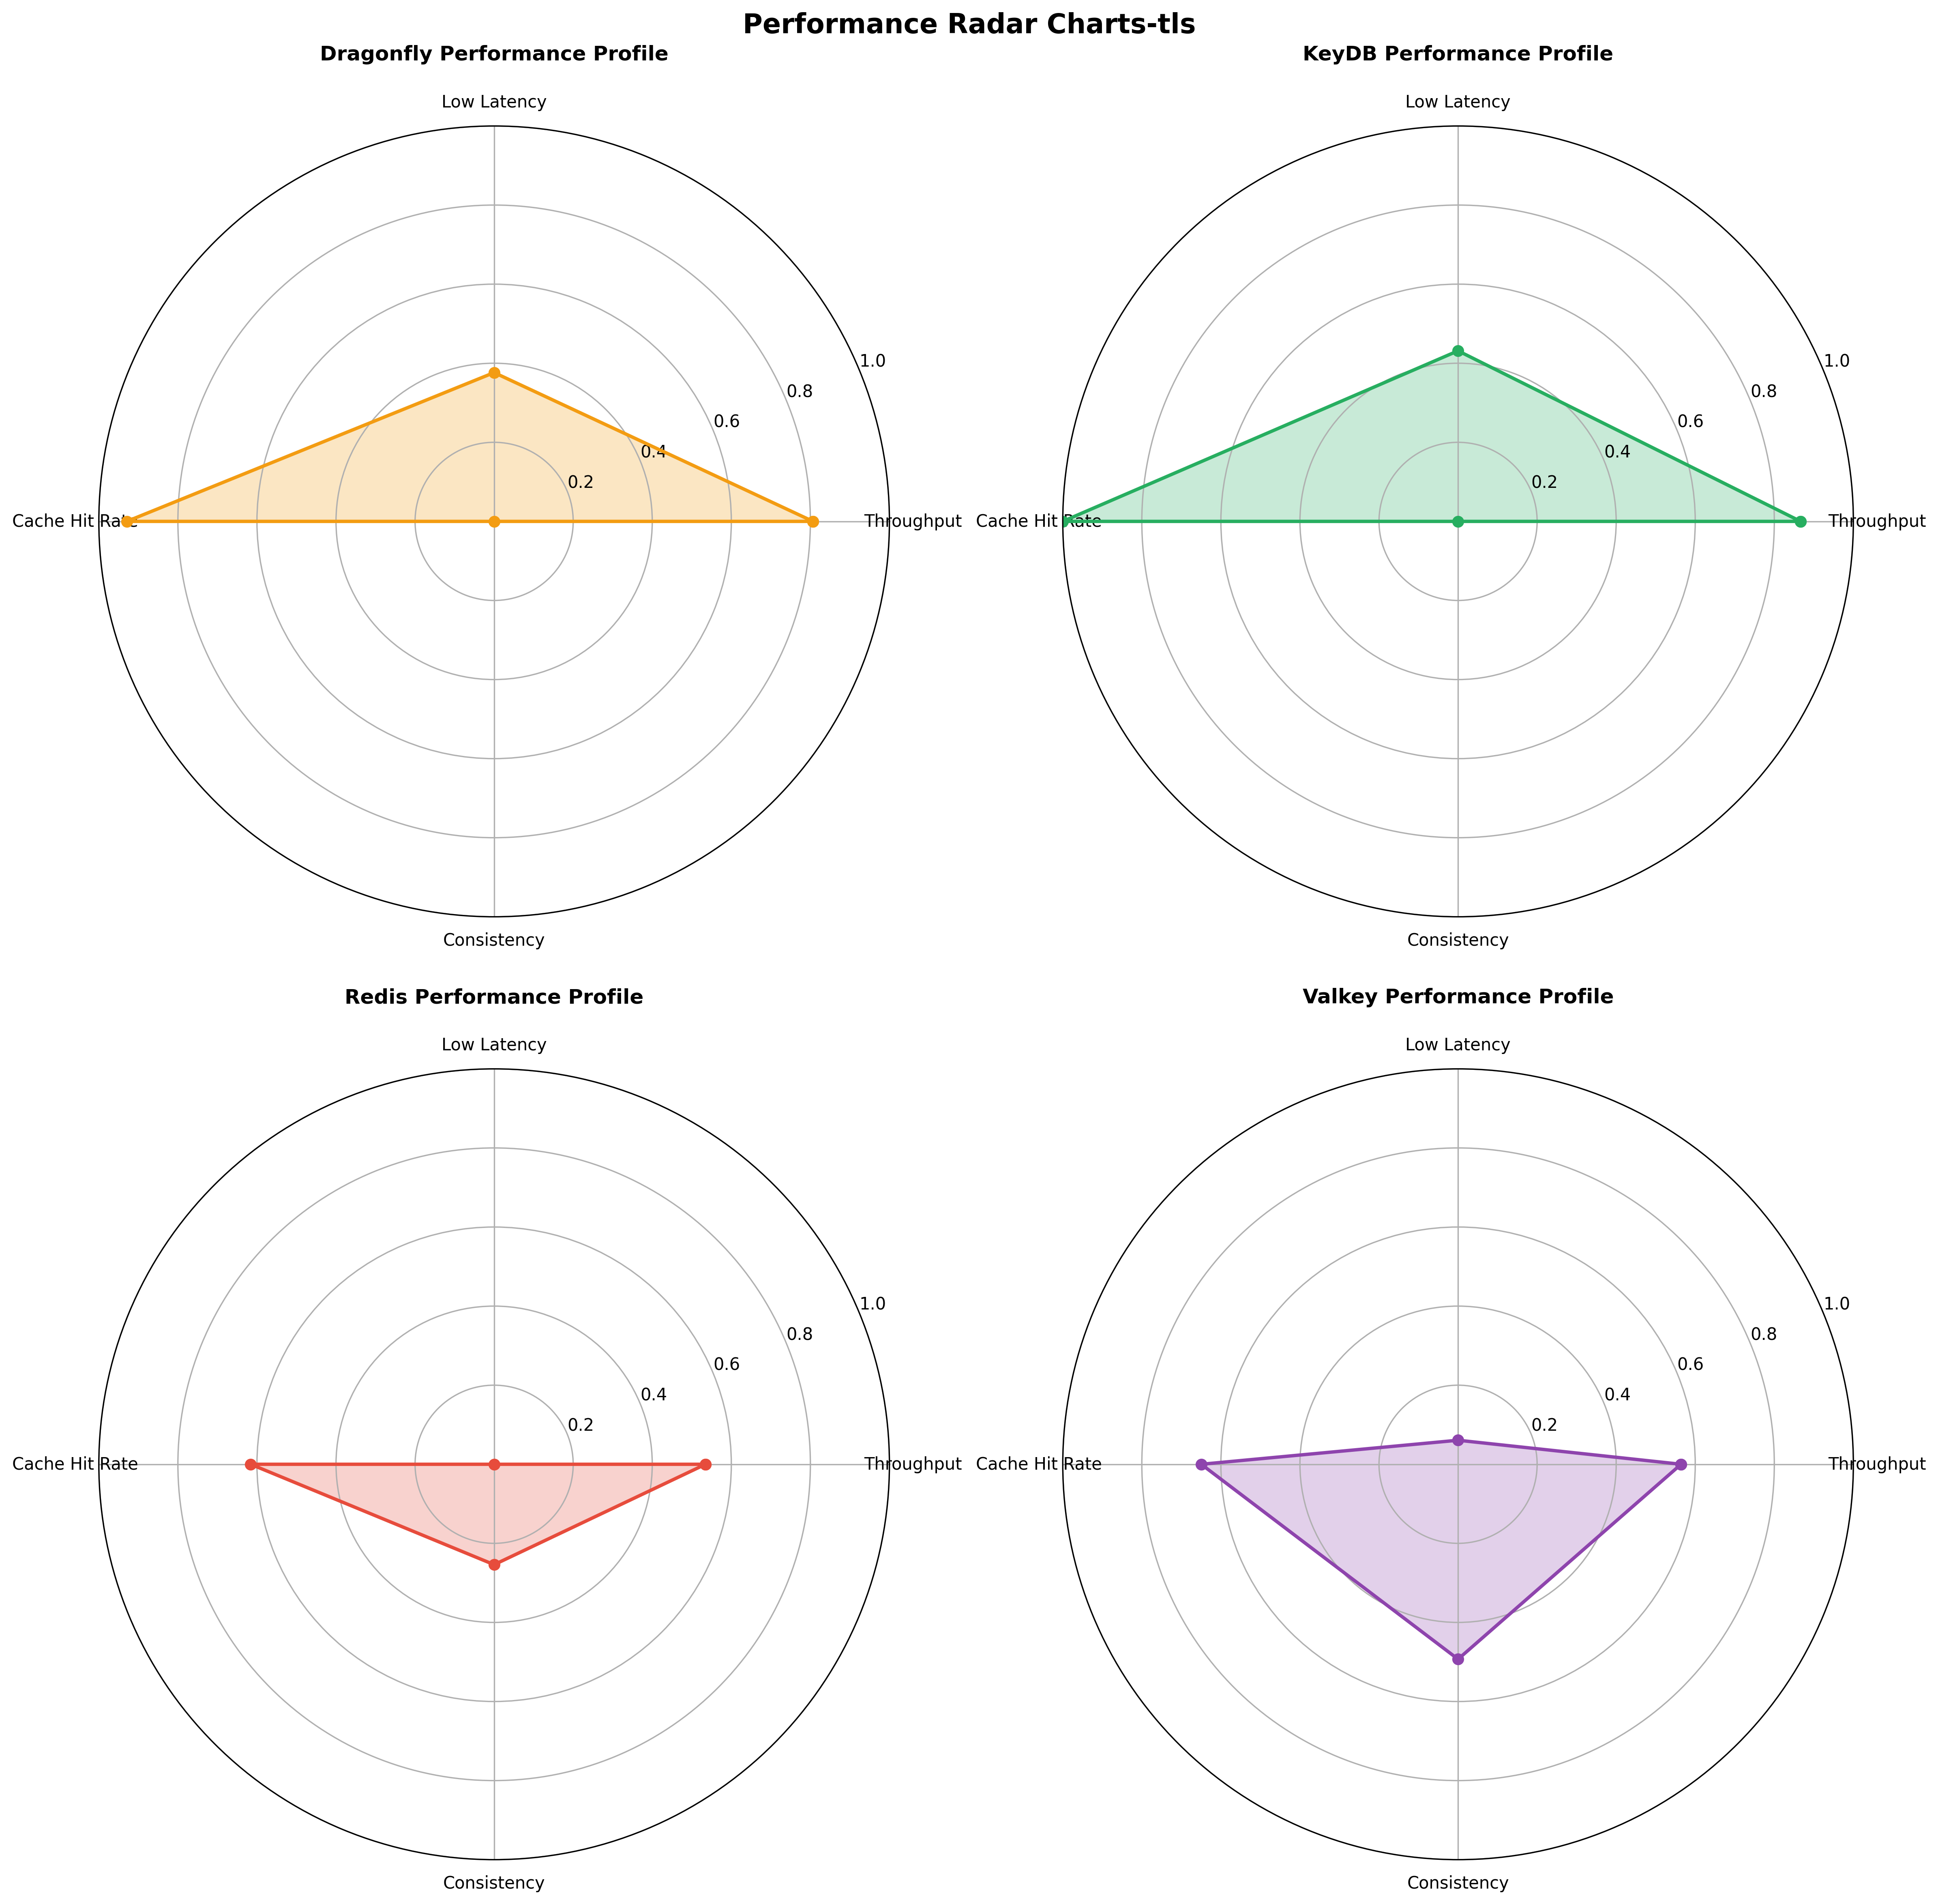 Performance Radar Charts-tls
Dragonfly Performance Profile
Low Latency
1.0
0.8
0.6
0.4
0.2
Cache Hit Rate
Throughput
Consistency
KeyDB Performance Profile
Low Latency
1.0
0.8
0.6
0.4
0.2
Cache Hit Rate
Throughput
Consistency
Redis Performance Profile
Low Latency
1.0
0.8
0.6
0.4
0.2
Cache Hit Rate
Throughput
Consistency
Valkey Performance Profile
Low Latency
1.0
0.8
0.6
0.4
0.2
Cache Hit Rate
Throughput
Consistency